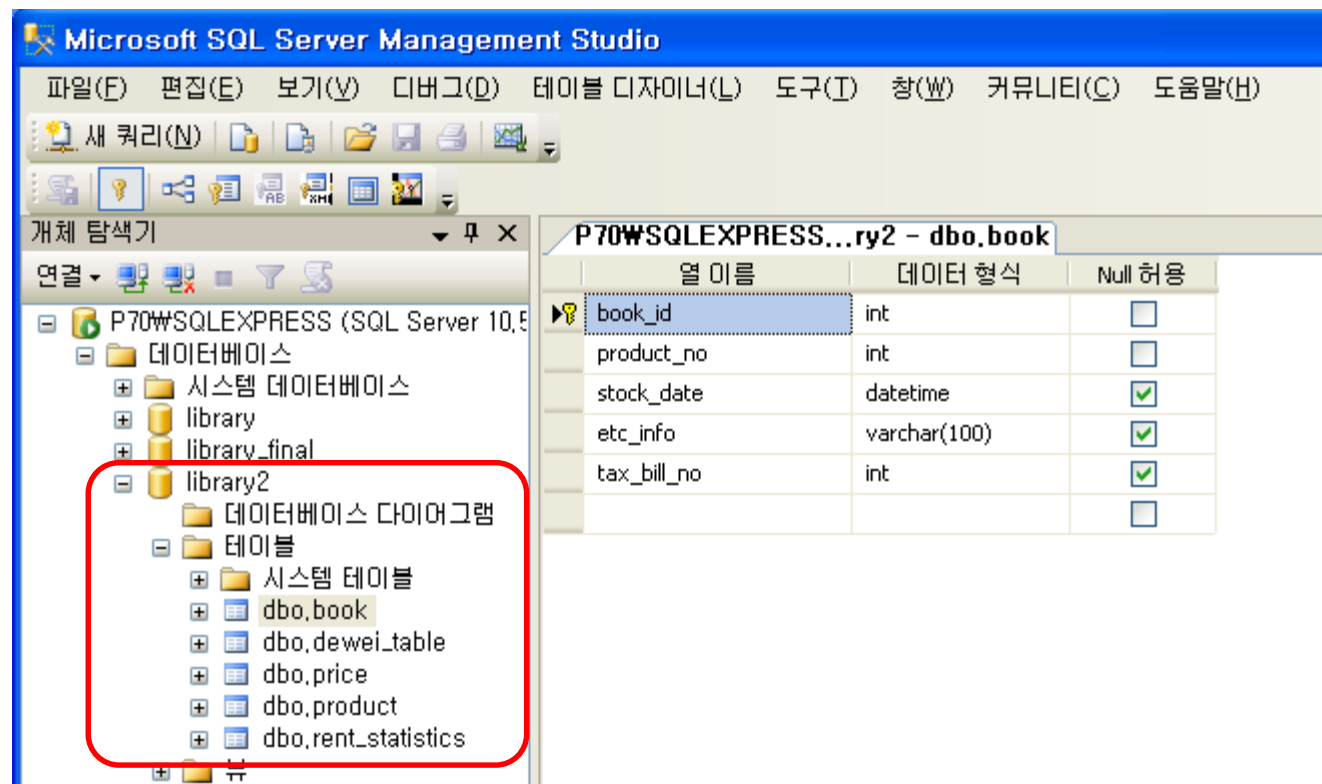 Microsoft SQL Server Management Studio
파일(F) 편집(E) 보기(V) 디버그(D) 테이블 디자이너(L) 도구(T) 창(W) 커뮤니티(C) 도움말(H)
새 쿼리(N)
개체 탐색기
연결
P70₩SQLEXPRESS (SQL Server 10.5
데이터베이스
시스템 데이터베이스
library
library_final
library2
데이터베이스 다이어그램
테이블
시스템 테이블
dbo.book
dbo.dewei_table
dbo.price
dbo.product
dbo.rent_statistics
뷰
P70₩SQLEXPRESS...ry2 - dbo.book
열 이름 데이터 형식 Null 허용
book_id int
product_no int
stock_date datetime
etc_info varchar(100)
tax_bill_no int